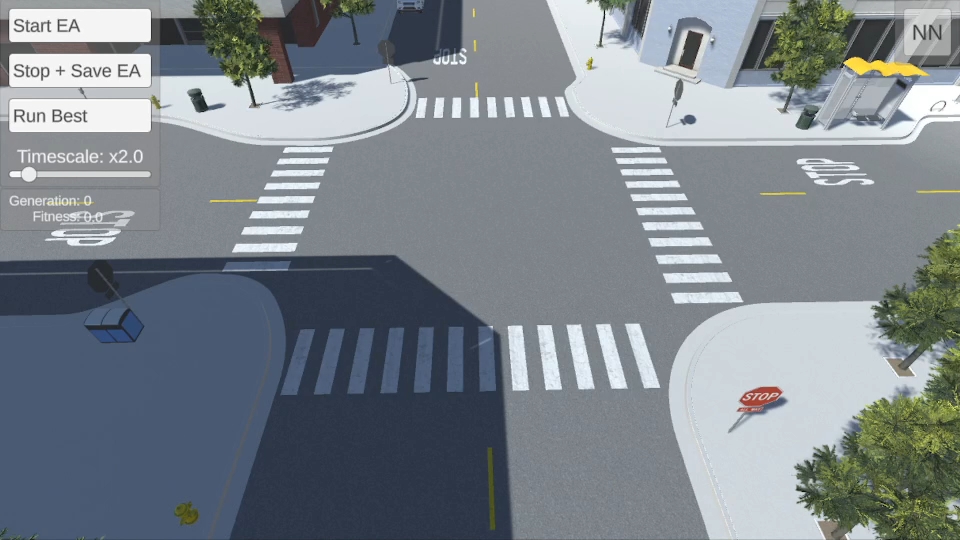 Start EA
NN
Stop + Save EA
STOP
Run Best
Timescale: x2.0
STOP
Generation: 0
Fitness: 0.0
STOP
STOP